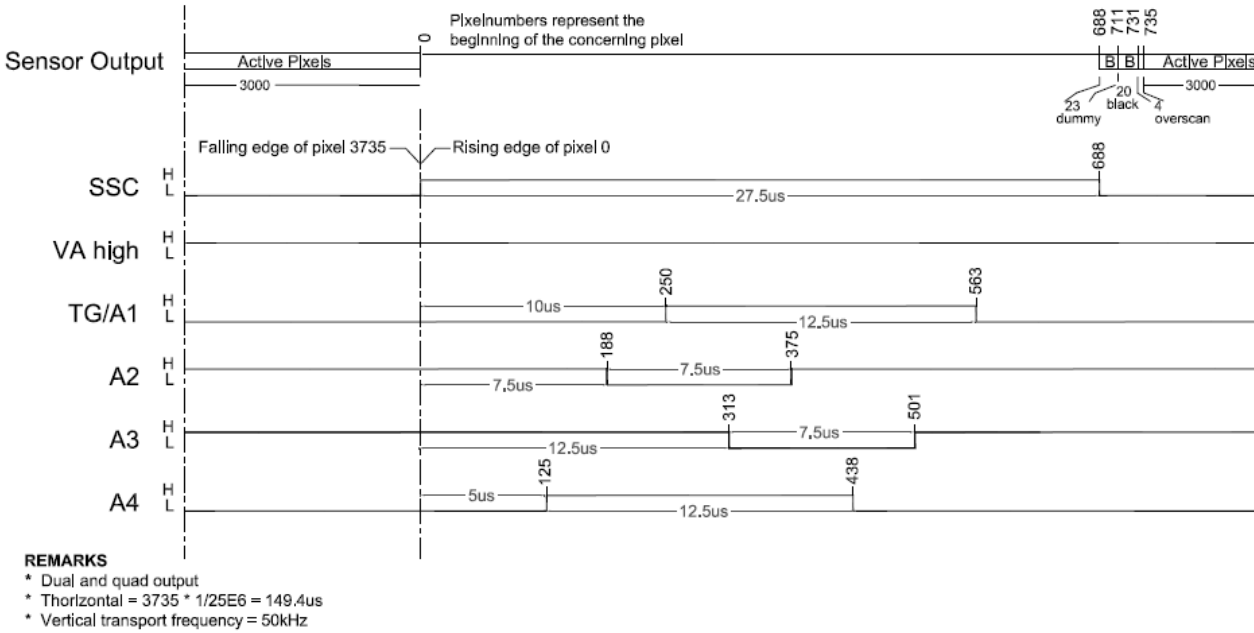 Pixelnumbers represent the
beginning of the concerning pixel
0
688
711
731
735
Sensor Output
Active Pixels
B
B
Active Pixels
3000
3000
23
dummy
20
black
4
overscan
Falling edge of pixel 3735
Rising edge of pixel 0
SSC
H
L
27.5us
688
VA high
H
L
TG/A1
H
L
10us
250
12.5us
563
A2
H
L
7.5us
188
7.5us
375
A3
H
L
12.5us
313
7.5us
501
A4
H
L
5us
125
12.5us
438
REMARKS
* Dual and quad output
* Thorizontal = 3735 * 1/25E6 = 149.4us
* Vertical transport frequency = 50kHz